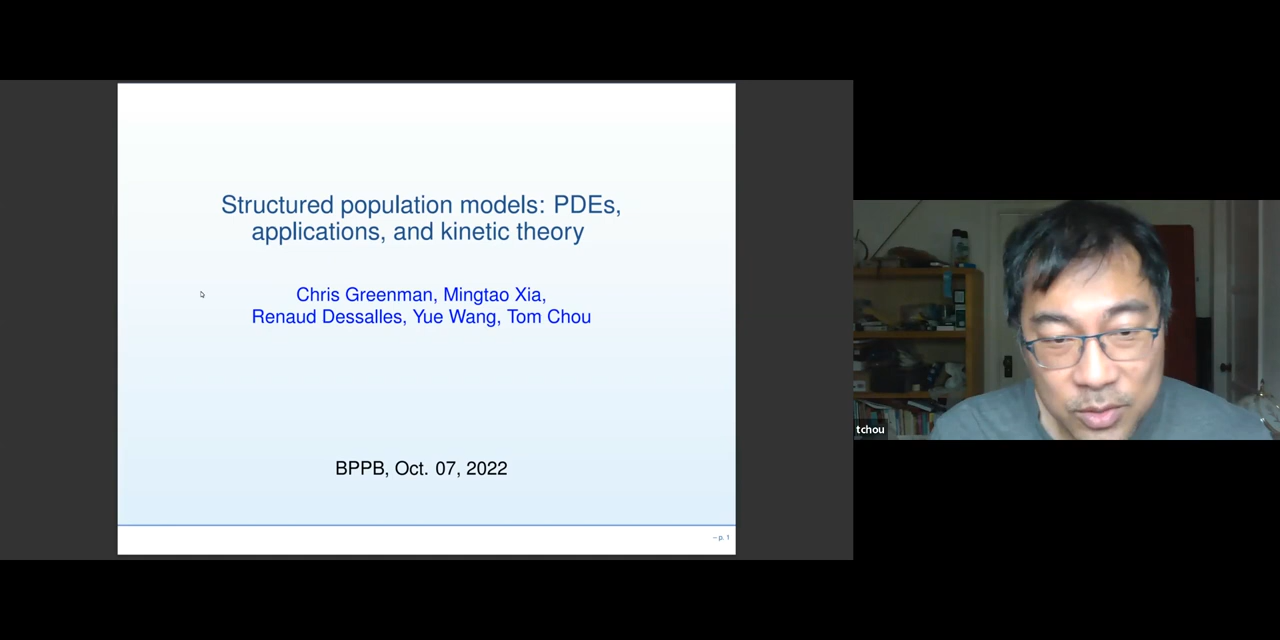 Structured population models: PDEs,
applications, and kinetic theory
Chris Greenman, Mingtao Xia,
Renaud Dessalles, Yue Wang, Tom Chou
BPPB, Oct. 07, 2022
– p. 1
tchou